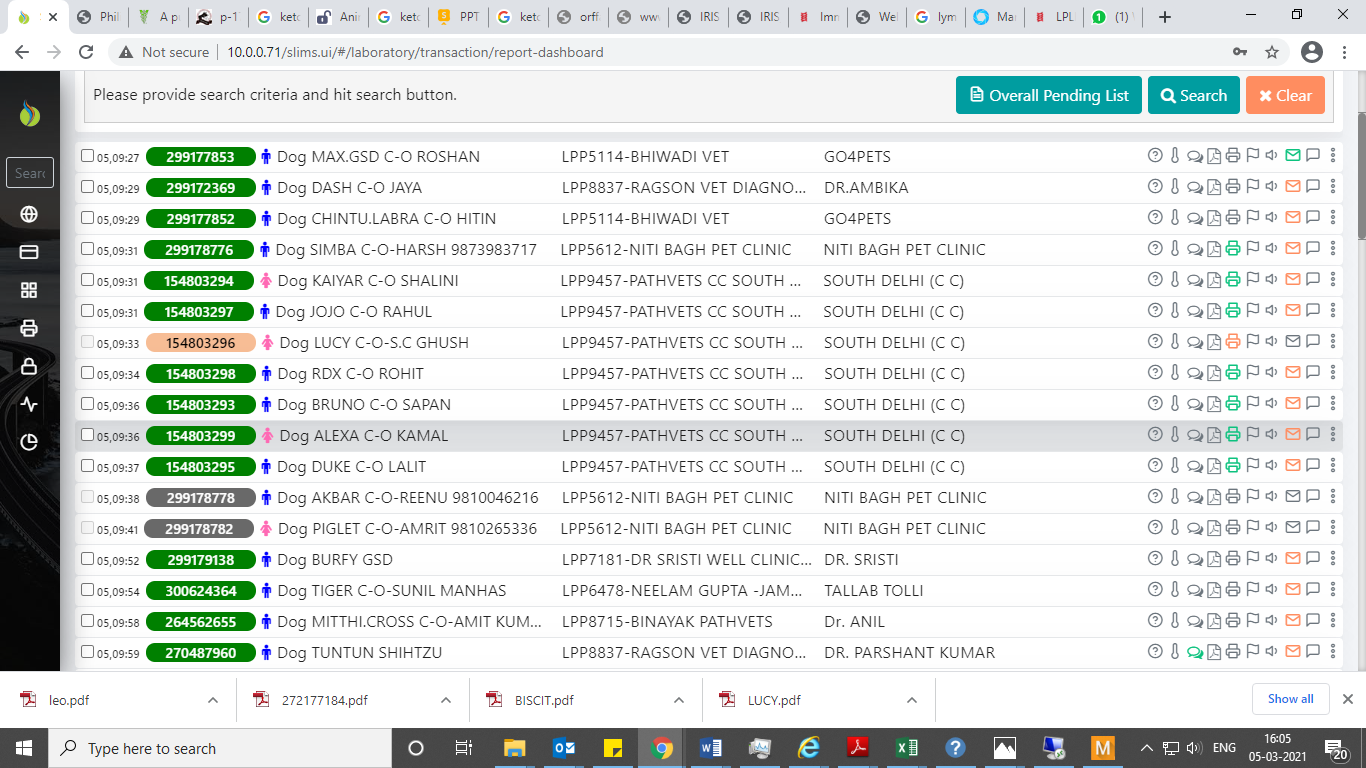 Phil
A pu
p-1
keto
Anir
keto
PPT
keto
orff
www
IRIS
IRIS
Imn
Wel
lym
Ma
LPL
(1)
Not secure | 10.0.0.71/slims.ui/#/laboratory/transaction/report-dashboard
Please provide search criteria and hit search button.
Overall Pending List
Search
Clear
Searc
05,09:27 299177853 Dog MAX.GSD C-O ROSHAN LPP5114-BHIWADI VET GO4PETS
05,09:29 299172369 Dog DASH C-O JAYA LPP8837-RAGSON VET DIAGNO... DR.AMBIKA
05,09:29 299177852 Dog CHINTU.LABRA C-O HITIN LPP5114-BHIWADI VET GO4PETS
05,09:31 299178776 Dog SIMBA C-O-HARSH 9873983717 LPP5612-NITI BAGH PET CLINIC NITI BAGH PET CLINIC
05,09:31 154803294 Dog KAIYAR C-O SHALINI LPP9457-PATHVETS CC SOUTH ... SOUTH DELHI (C C)
05,09:31 154803297 Dog JOJO C-O RAHUL LPP9457-PATHVETS CC SOUTH ... SOUTH DELHI (C C)
05,09:33 154803296 Dog LUCY C-O-S.C GHUSH LPP9457-PATHVETS CC SOUTH ... SOUTH DELHI (C C)
05,09:34 154803298 Dog RDX C-O ROHIT LPP9457-PATHVETS CC SOUTH ... SOUTH DELHI (C C)
05,09:36 154803293 Dog BRUNO C-O SAPAN LPP9457-PATHVETS CC SOUTH ... SOUTH DELHI (C C)
05,09:36 154803299 Dog ALEXA C-O KAMAL LPP9457-PATHVETS CC SOUTH ... SOUTH DELHI (C C)
05,09:37 154803295 Dog DUKE C-O LALIT LPP9457-PATHVETS CC SOUTH ... SOUTH DELHI (C C)
05,09:38 299178778 Dog AKBAR C-O-REENU 9810046216 LPP5612-NITI BAGH PET CLINIC NITI BAGH PET CLINIC
05,09:41 299178782 Dog PIGLET C-O-AMRIT 9810265336 LPP5612-NITI BAGH PET CLINIC NITI BAGH PET CLINIC
05,09:52 299179138 Dog BURFY GSD LPP7181-DR SRISTI WELL CLINIC... DR. SRISTI
05,09:54 300624364 Dog TIGER C-O-SUNIL MANHAS LPP6478-NEELAM GUPTA -JAM... TALLAB TOLLI
05,09:58 264562655 Dog MITTHI.CROSS C-O-AMIT KUM... LPP8715-BINAYAK PATHVETS Dr. ANIL
05,09:59 270487960 Dog TUNTUN SHIHTZU LPP8837-RAGSON VET DIAGNO... DR. PARSHANT KUMAR
leo.pdf
272177184.pdf
BISCIT.pdf
LUCY.pdf
Show all
Type here to search
ENG
16:05
05-03-2021
20